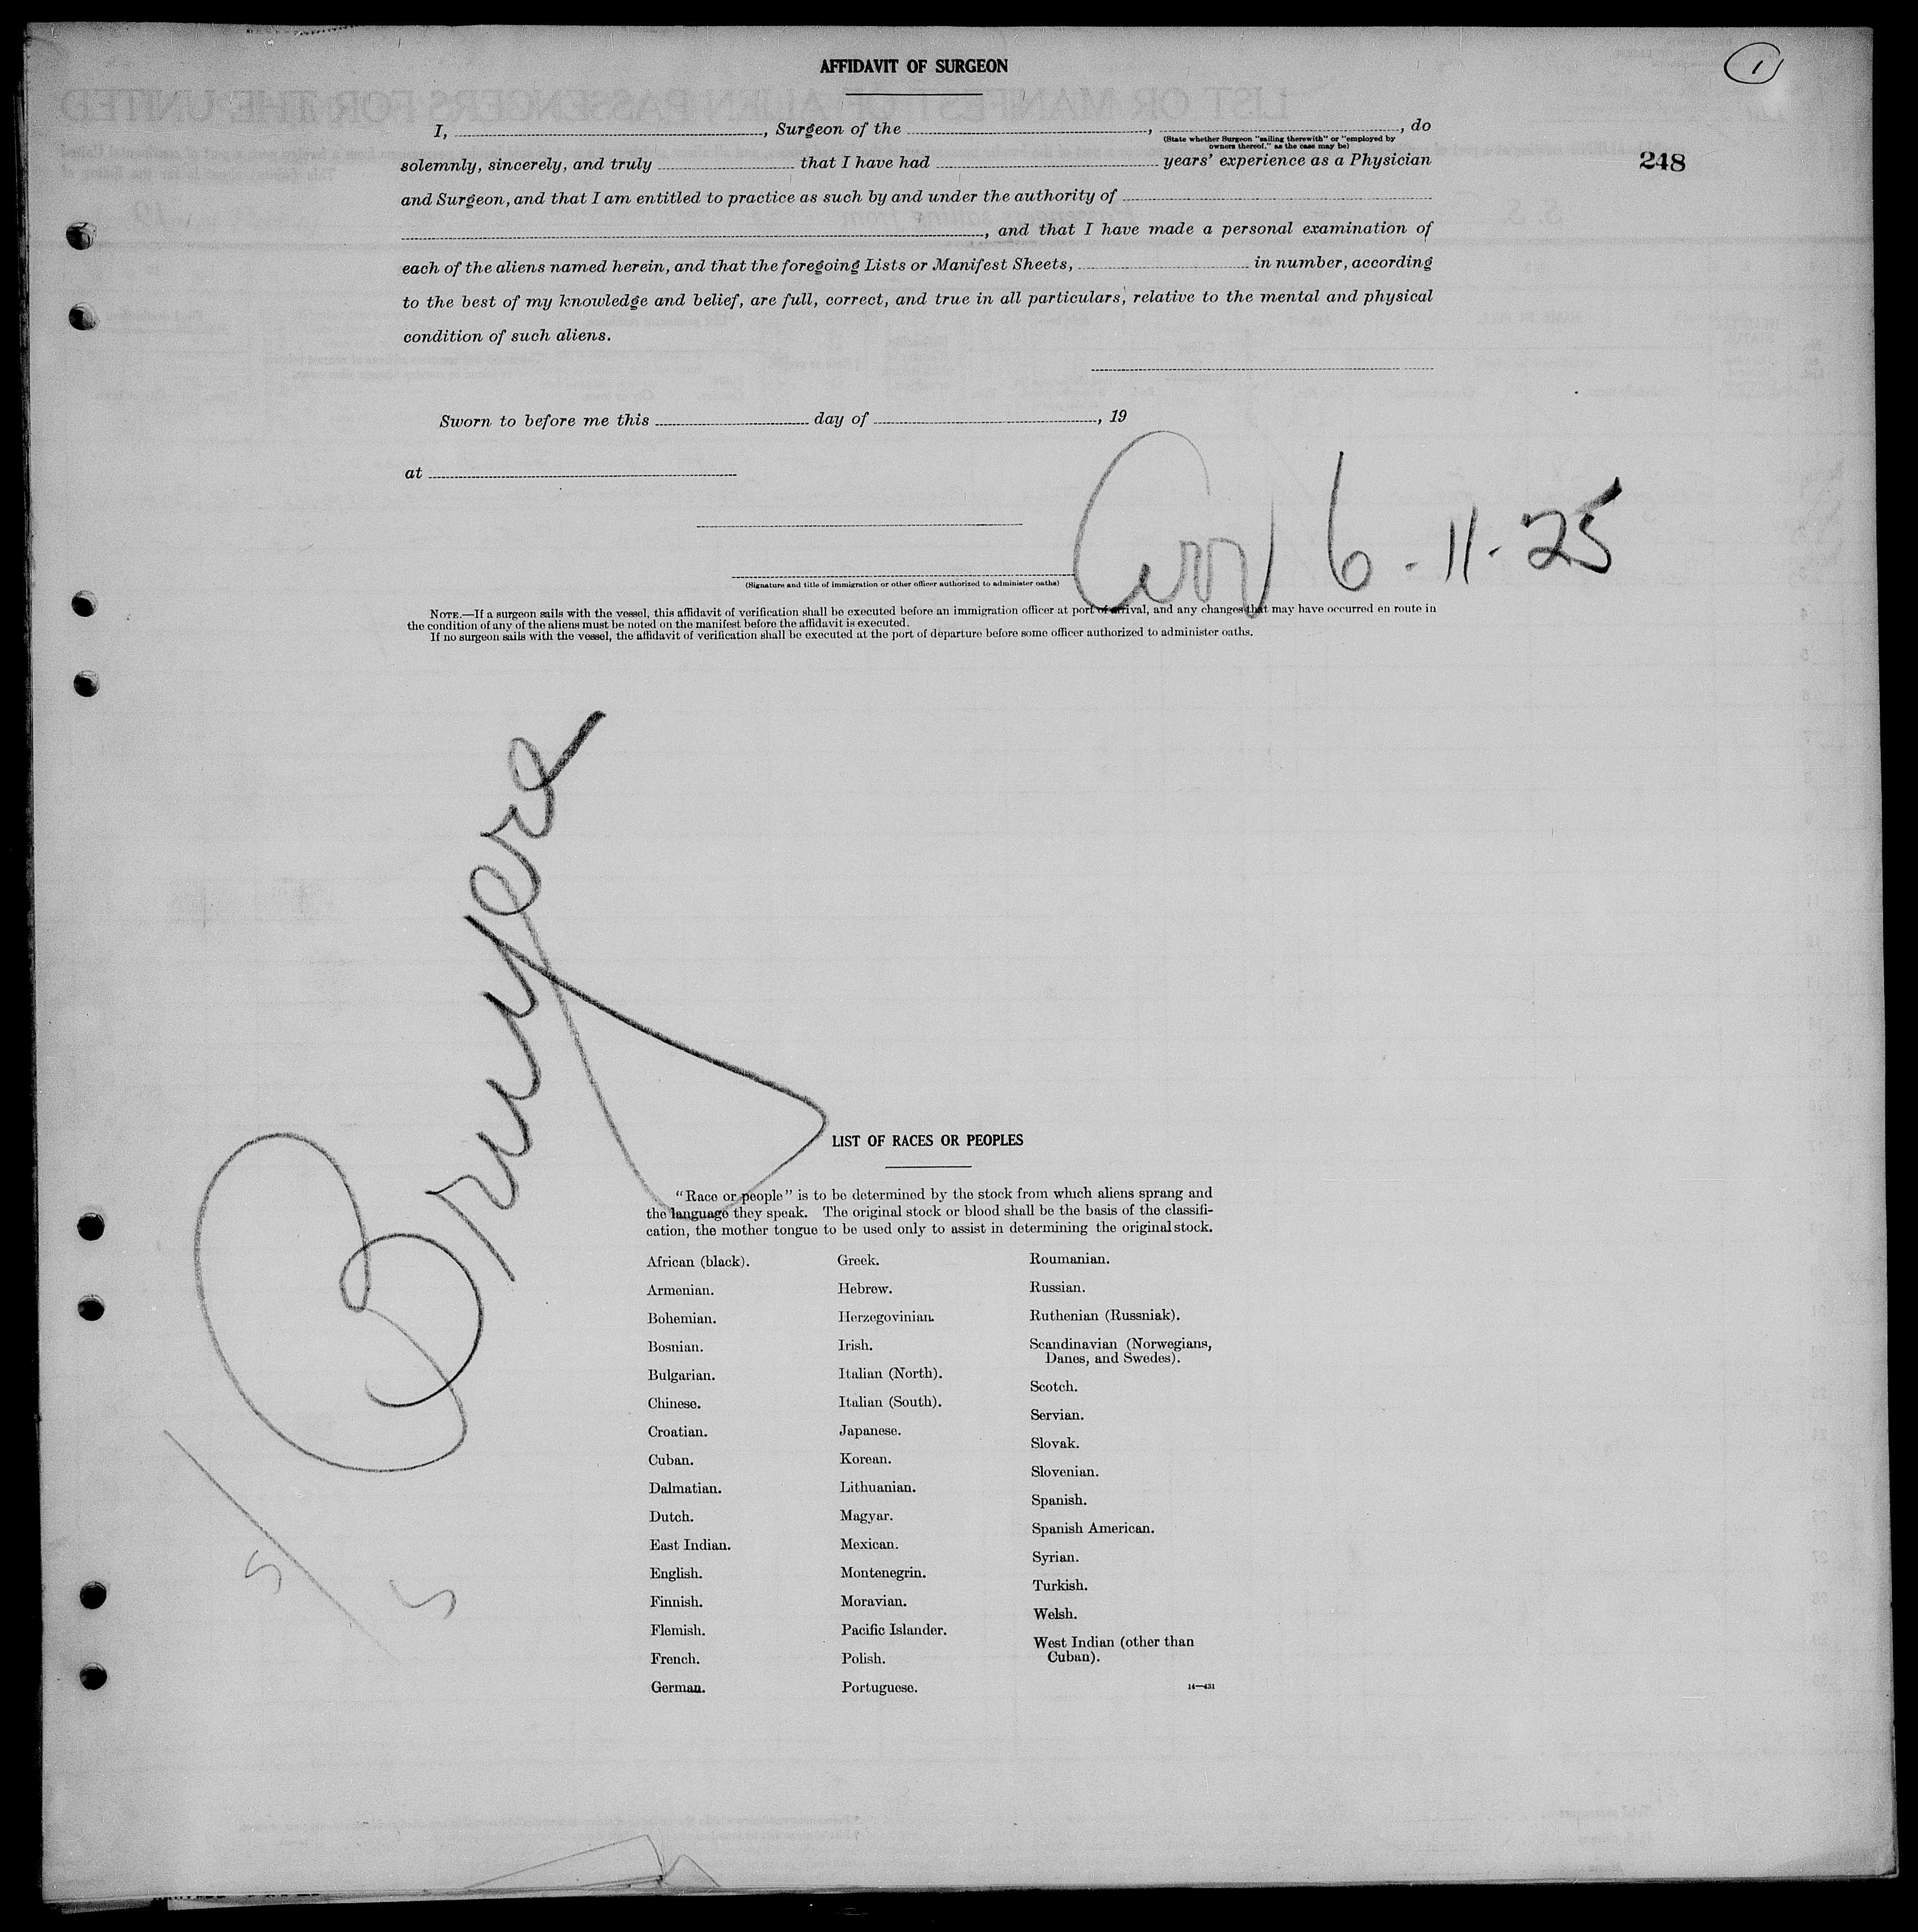 AFFIDAVIT OF SURGEON
1
I, , Surgeon of the , , do
(State whether Surgeon "sailing therewith" or "employed by
owners thereof," as the case may be)
solemnly, sincerely, and truly that I have had years' experience as a Physician
248
and Surgeon, and that I am entitled to practice as such by and under the authority of
, and that I have made a personal examination of
each of the aliens named herein, and that the foregoing Lists or Manifest Sheets, in number, according
to the best of my knowledge and belief, are full, correct, and true in all particulars, relative to the mental and physical
condition of such aliens.
Sworn to before me this day of , 19
at
Arr 6-11-25
(Signature and title of immigration or other officer authorized to administer oaths)
NOTE.—If a surgeon sails with the vessel, this affidavit of verification shall be executed before an immigration officer at port of arrival, and any changes that may have occurred en route in
the condition of any of the aliens must be noted on the manifest before the affidavit is executed.
If no surgeon sails with the vessel, the affidavit of verification shall be executed at the port of departure before some officer authorized to administer oaths.
S/S Bruyere
LIST OF RACES OR PEOPLES
"Race or people" is to be determined by the stock from which aliens sprang and
the language they speak. The original stock or blood shall be the basis of the classifi-
cation, the mother tongue to be used only to assist in determining the original stock.
African (black).
Armenian.
Bohemian.
Bosnian.
Bulgarian.
Chinese.
Croatian.
Cuban.
Dalmatian.
Dutch.
East Indian.
English.
Finnish.
Flemish.
French.
German.
Greek.
Hebrew.
Herzegovinian.
Irish.
Italian (North).
Italian (South).
Japanese.
Korean.
Lithuanian.
Magyar.
Mexican.
Montenegrin.
Moravian.
Pacific Islander.
Polish.
Portuguese.
Roumanian.
Russian.
Ruthenian (Russniak).
Scandinavian (Norwegians,
Danes, and Swedes).
Scotch.
Servian.
Slovak.
Slovenian.
Spanish.
Spanish American.
Syrian.
Turkish.
Welsh.
West Indian (other than
Cuban).
14—431